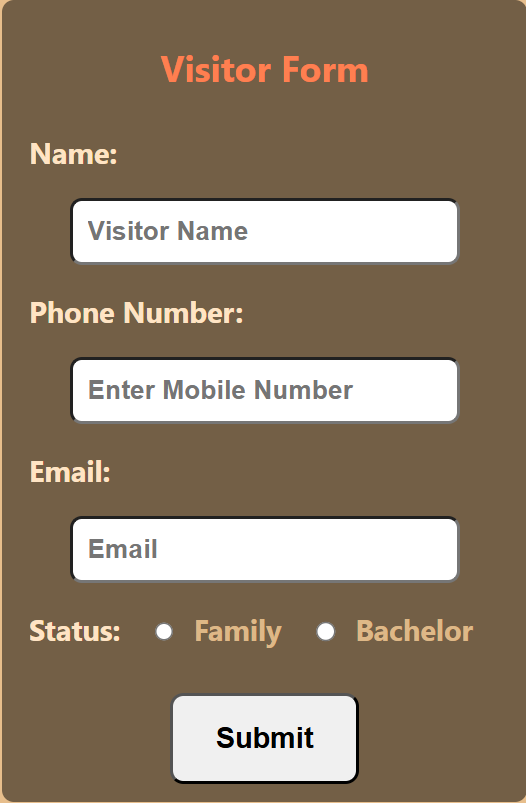 Visitor Form
Name:
Visitor Name
Phone Number:
Enter Mobile Number
Email:
Email
Status: Family Bachelor
Submit